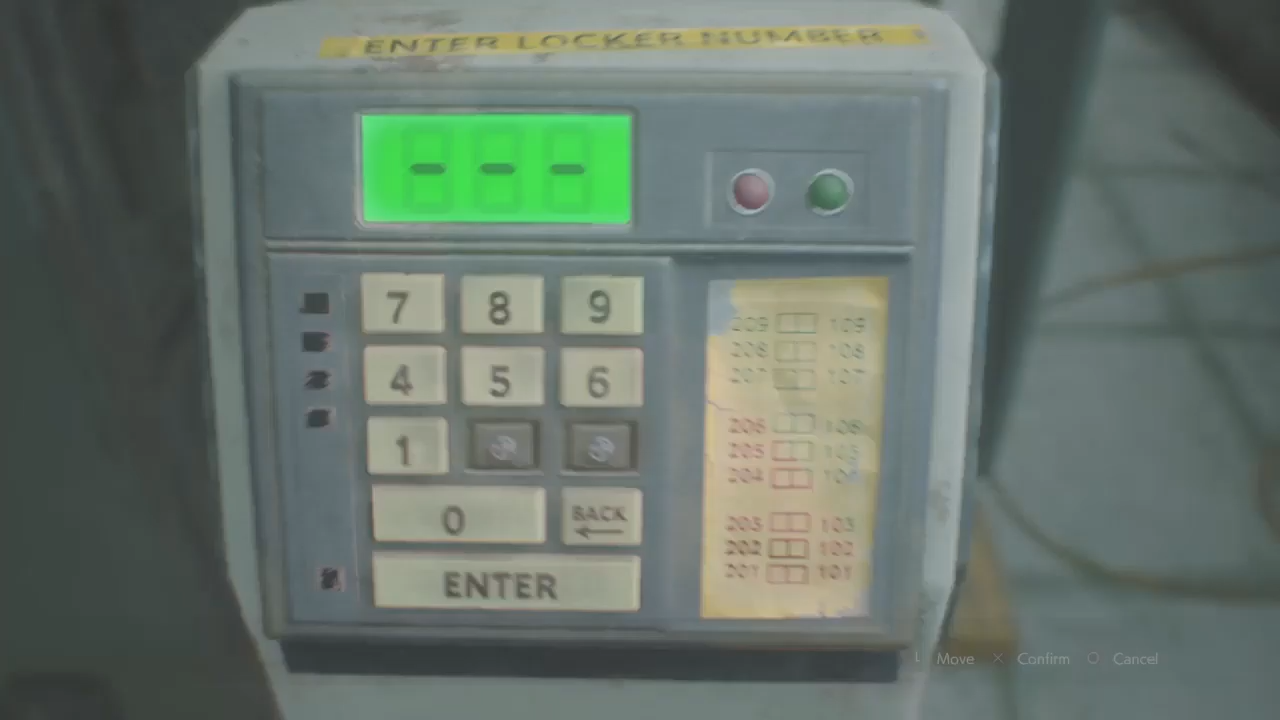 ENTER LOCKER NUMBER
- - -
7 8 9
4 5 6
1
0 BACK
ENTER
209 109
208 108
207 107
206 106
205 105
204
203 103
202 102
201 101
Move Confirm Cancel